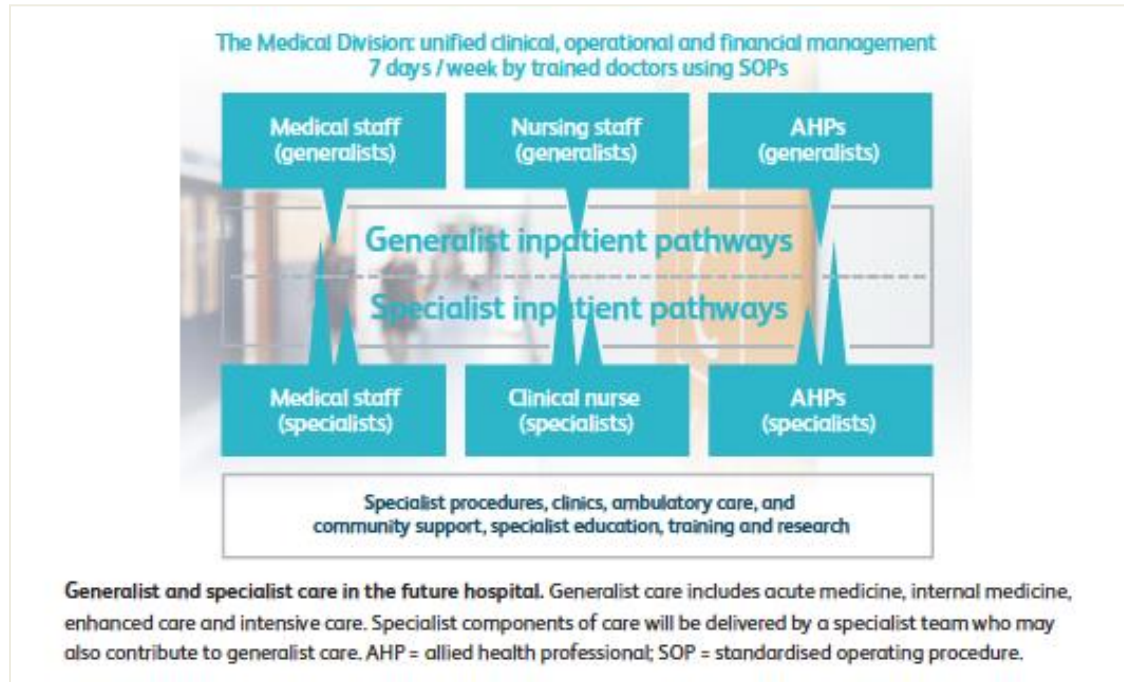 The Medical Division: unified clinical, operational and financial management
7 days / week by trained doctors using SOPs
Medical staff
(generalists)
Nursing staff
(generalists)
AHPs
(generalists)
Generalist inpatient pathways
Specialist inpatient pathways
Medical staff
(specialists)
Clinical nurse
(specialists)
AHPs
(specialists)
Specialist procedures, clinics, ambulatory care, and
community support, specialist education, training and research
Generalist and specialist care in the future hospital. Generalist care includes acute medicine, internal medicine,
enhanced care and intensive care. Specialist components of care will be delivered by a specialist team who may
also contribute to generalist care. AHP = allied health professional; SOP = standardised operating procedure.